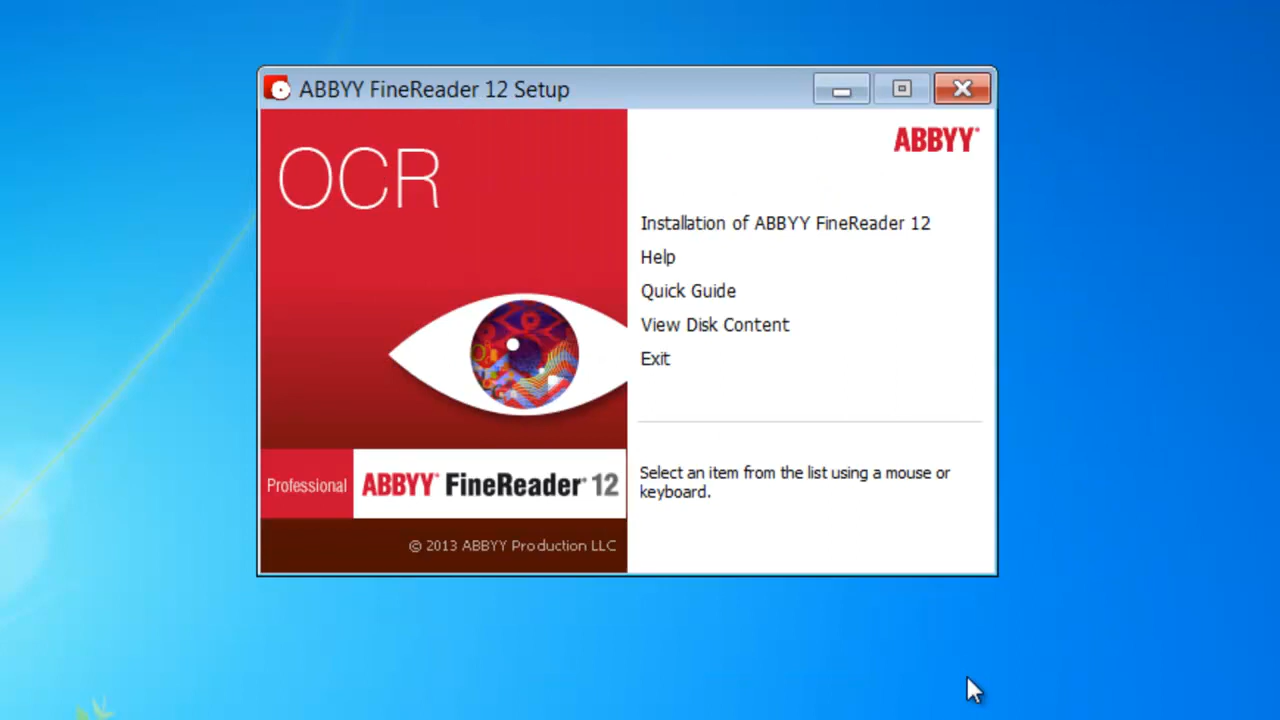 ABBYY FineReader 12 Setup
OCR
ABBYY®
Installation of ABBYY FineReader 12
Help
Quick Guide
View Disk Content
Exit
Select an item from the list using a mouse or
keyboard.
Professional
ABBYY® FineReader® 12
© 2013 ABBYY Production LLC